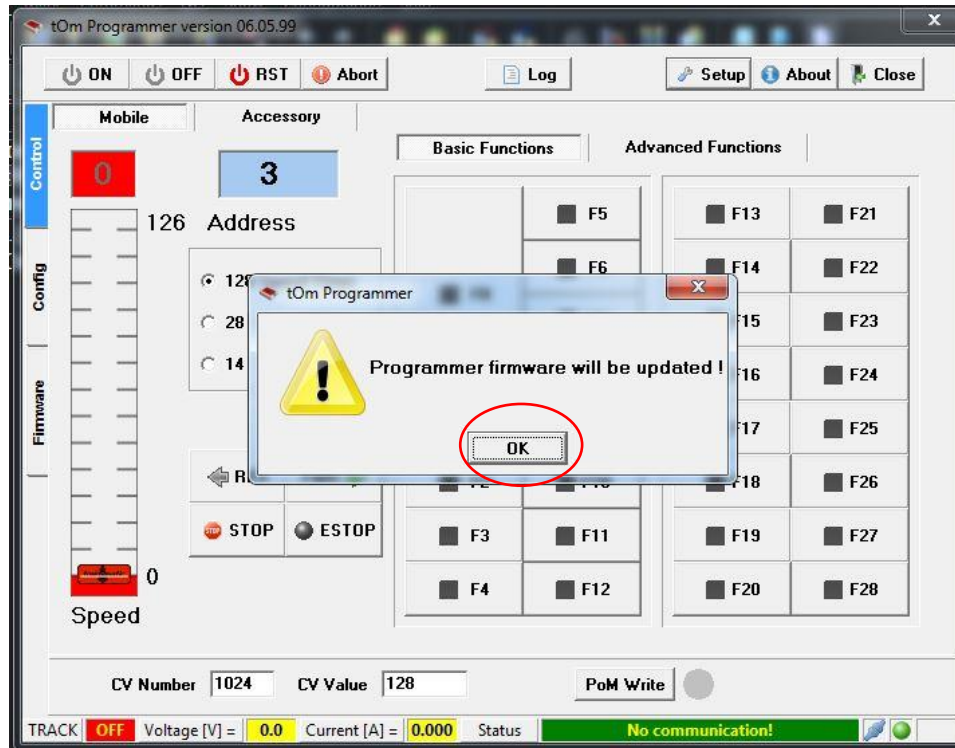 tOm Programmer version 06.05.99
X
ON OFF RST Abort Log Setup About Close
Mobile Accessory
Control
Config
Firmware
Basic Functions Advanced Functions
0 3
126 Address
128
28
14
F5 F13 F21
F6 F14 F22
F15 F23
F16 F24
F17 F25
F18 F26
tOm Programmer
X
Programmer firmware will be updated !
OK
STOP STOP ESTOP F3 F11 F19 F27
0 F4 F12 F20 F28
Speed
CV Number 1024 CV Value 128 PoM Write
TRACK OFF Voltage [V] = 0.0 Current [A] = 0.000 Status No communication!